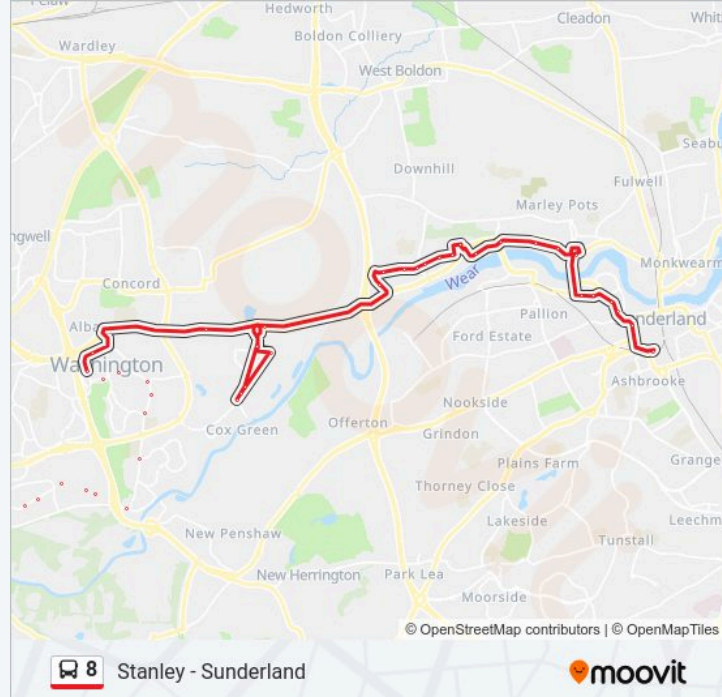 Hedworth
Cleadon
Whit
Boldon Colliery
Wardley
West Boldon
Seabu
Downhill
Fulwell
Marley Pots
ngwell
Monkwearm
Concord
Wear
Pallion
Alba
nderland
Ford Estate
Wa
hington
Ashbrooke
Nookside
Cox Green
Offerton
Grindon
Grange
Plains Farm
Thorney Close
Lakeside
Leechm
New Penshaw
Tunstall
New Herrington
Park Lea
Moorside
© OpenStreetMap contributors | © OpenMapTiles
8 Stanley - Sunderland
moovit